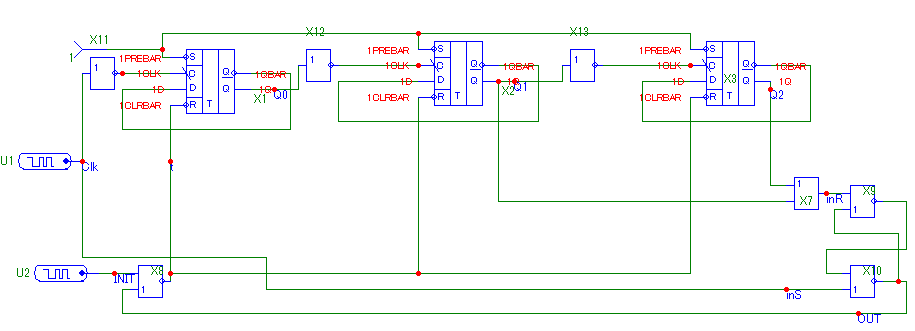 X11
X12
X13
1
1PREBAR
S
1PREBAR
S
1PREBAR
S
1
1CLK
C
Q
1QBAR
1
1CLK
C
Q
1QBAR
1
1CLK
C
Q
1QBAR
1D
D
Q
1Q
1D
D
Q
1Q
1D
D
X3
Q
1Q
X1
Q0
X2
Q1
Q2
1CLRBAR
R
T
1CLRBAR
R
T
1CLRBAR
R
T
U1
Clk
1
X7
inR
X9
1
U2
INIT
X8
1
inS
X10
1
OUT